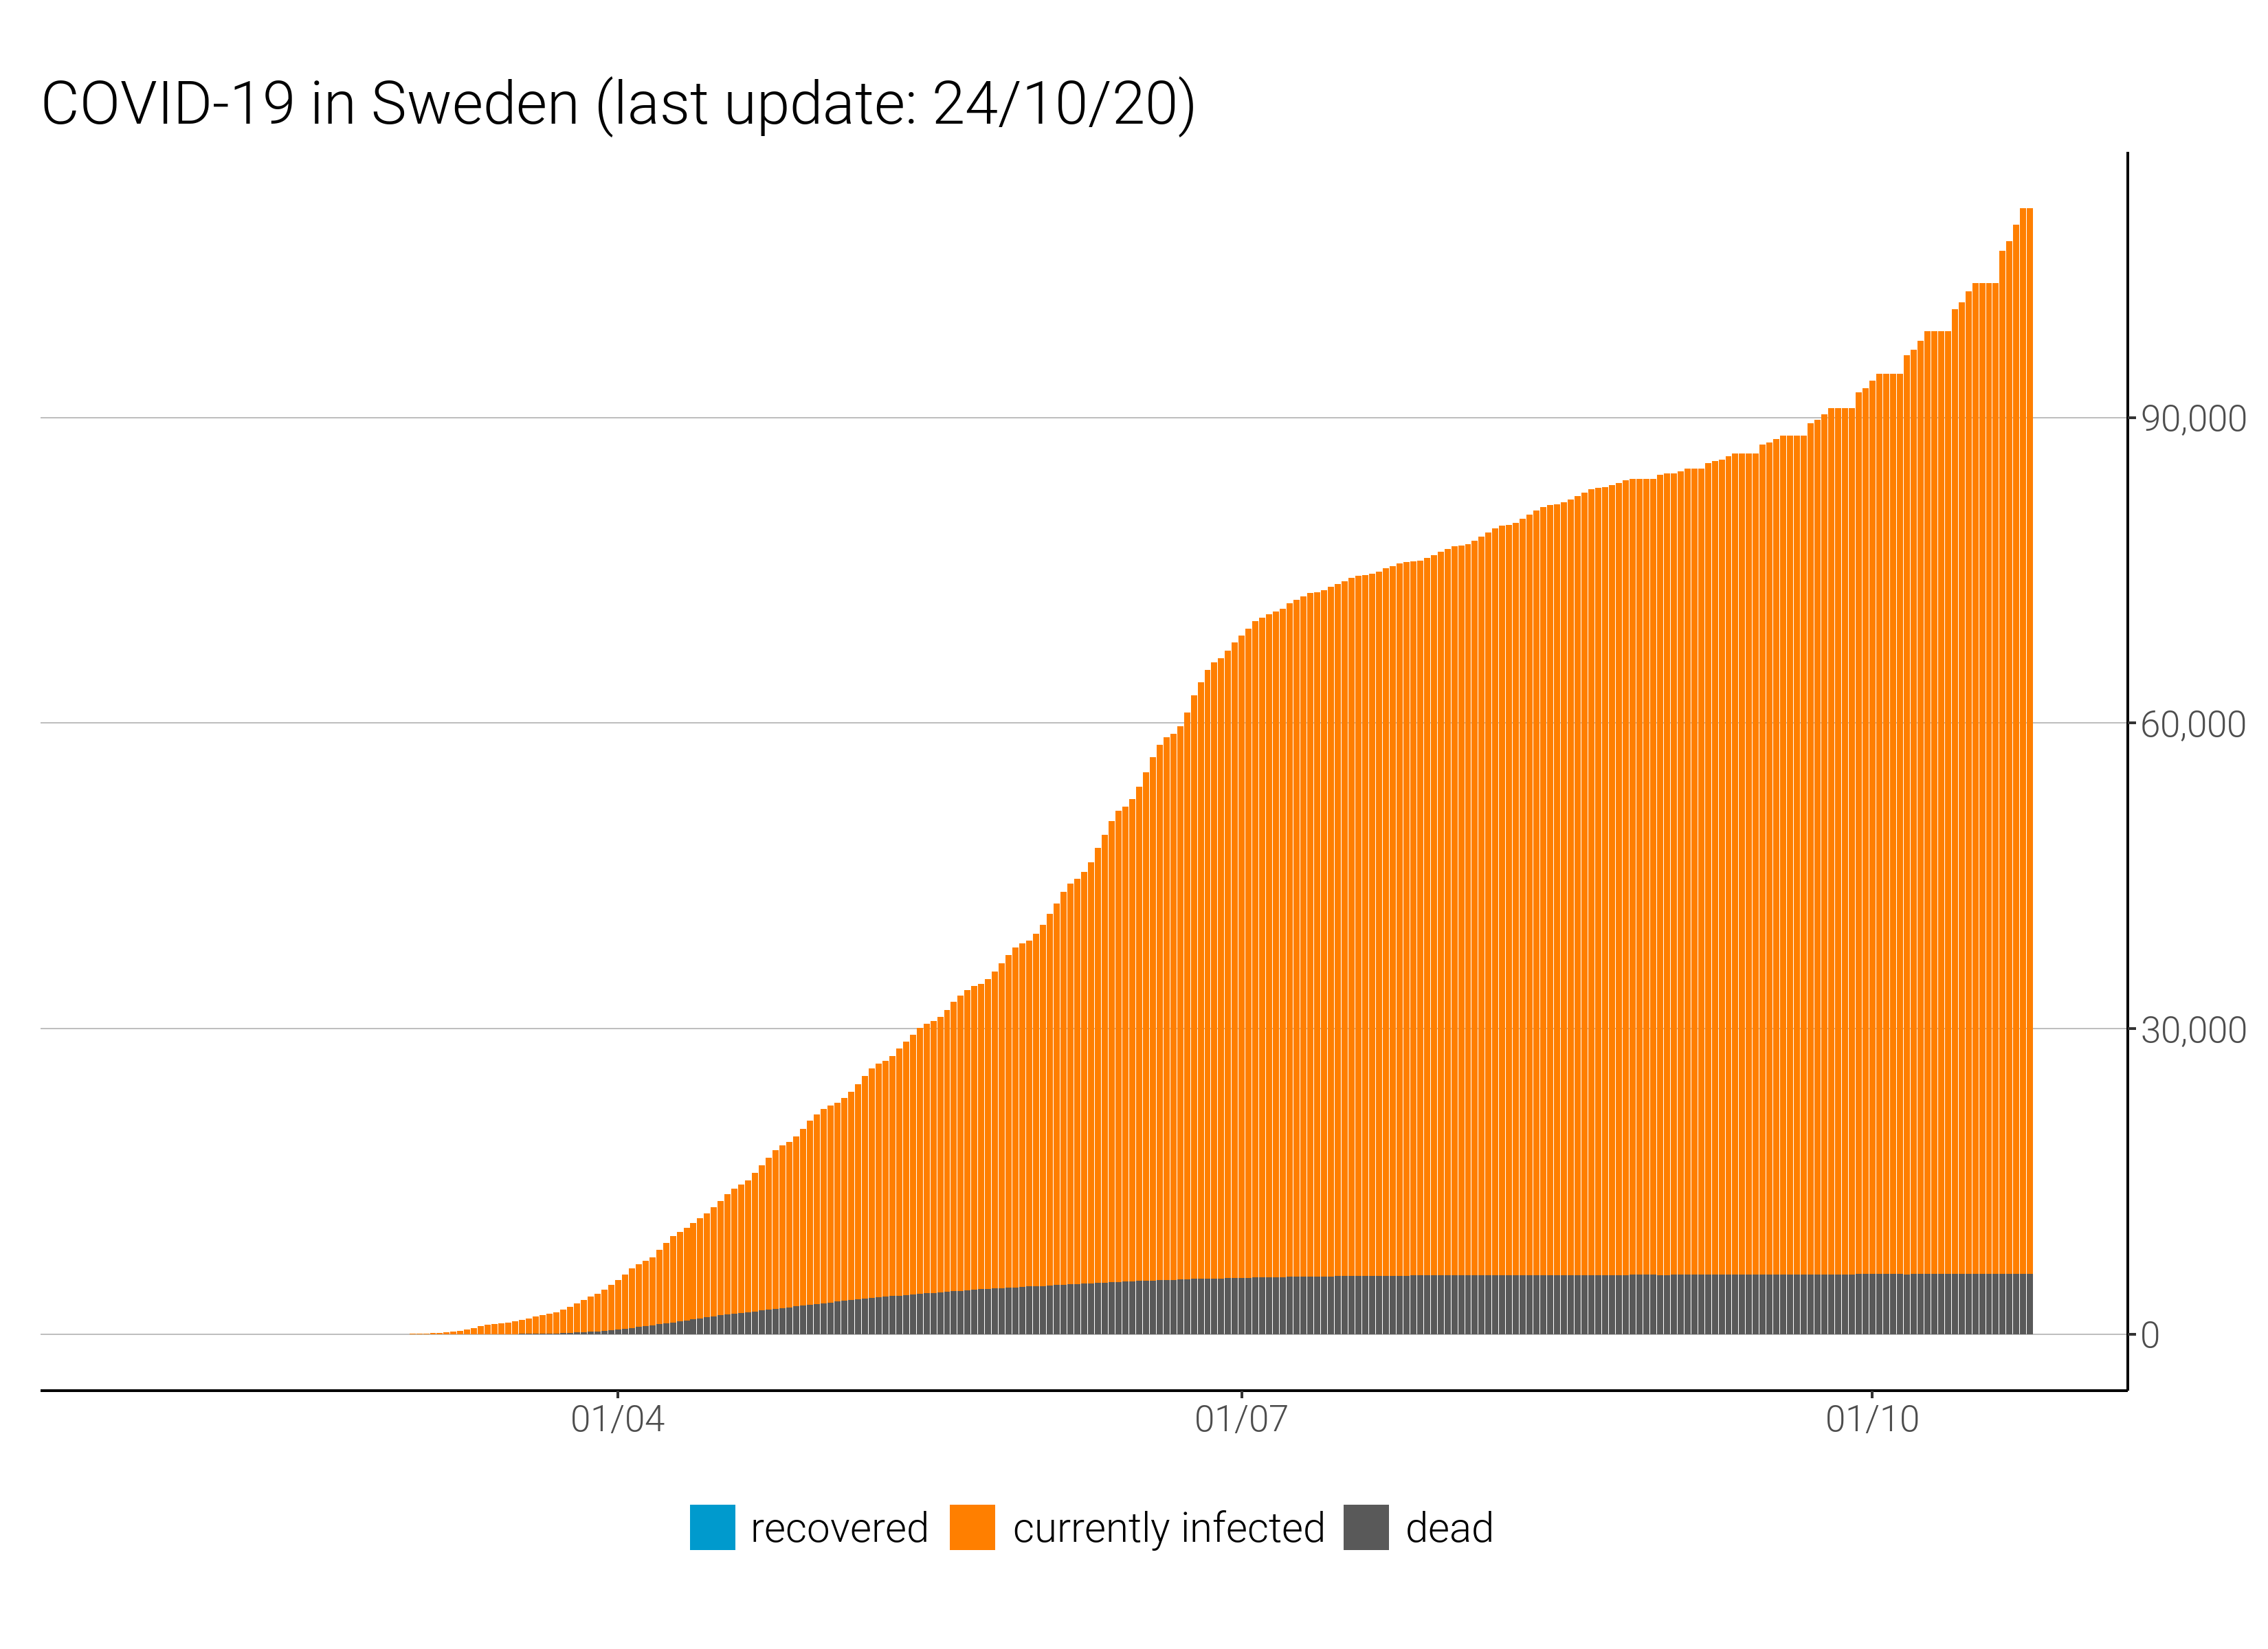 COVID-19 in Sweden (last update: 24/10/20)
90,000
60,000
30,000
0
01/04 01/07 01/10
recovered currently infected dead